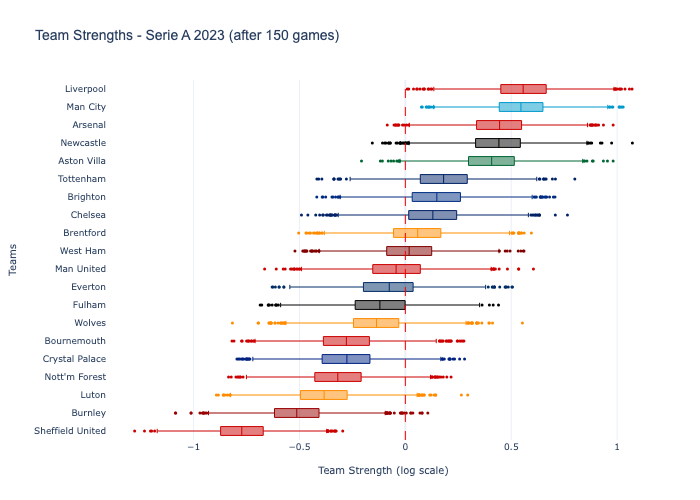 Team Strengths - Serie A 2023 (after 150 games)
Liverpool
Man City
Arsenal
Newcastle
Aston Villa
Tottenham
Brighton
Chelsea
Brentford
West Ham
Man United
Everton
Fulham
Wolves
Bournemouth
Crystal Palace
Nott'm Forest
Luton
Burnley
Sheffield United
Teams
−1 −0.5 0 0.5 1
Team Strength (log scale)